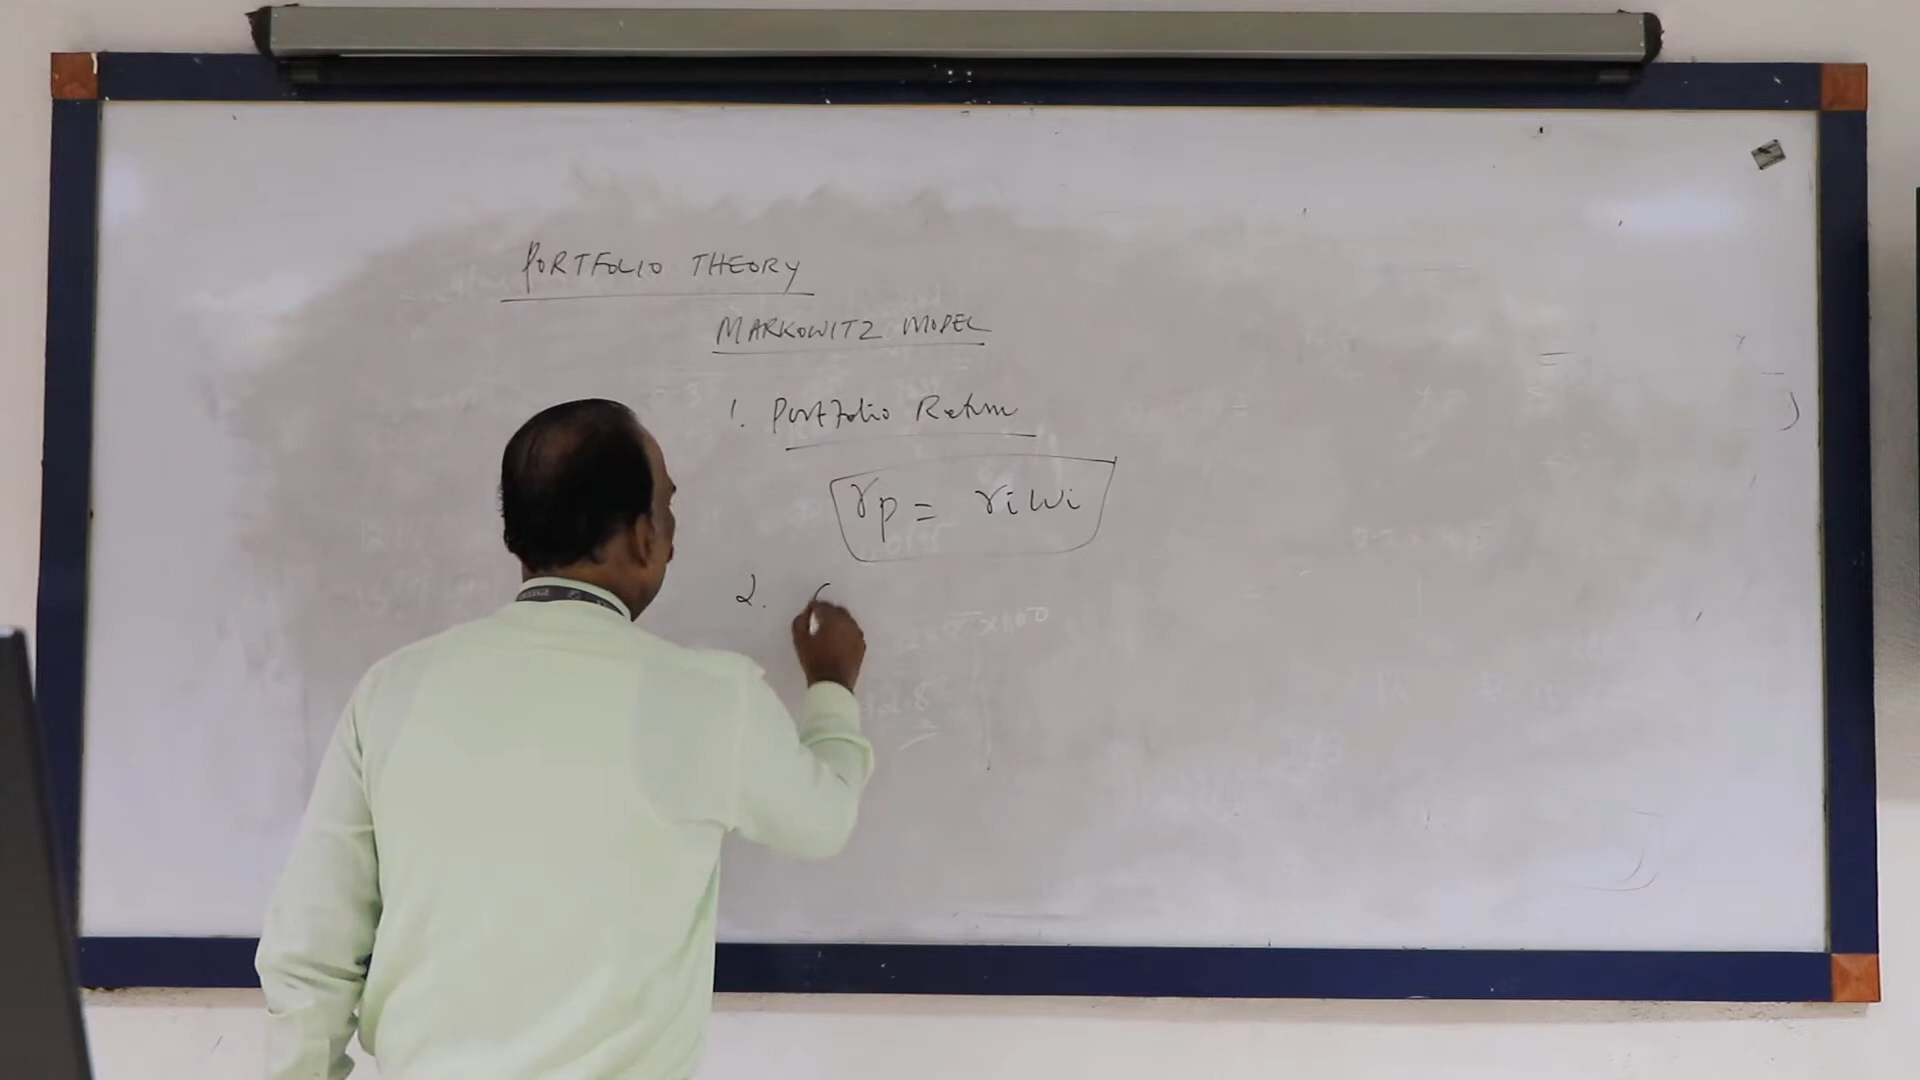 PORTFOLIO THEORY
MARKOWITZ MODEL
1. Portfolio Return
rp = riwi
2.